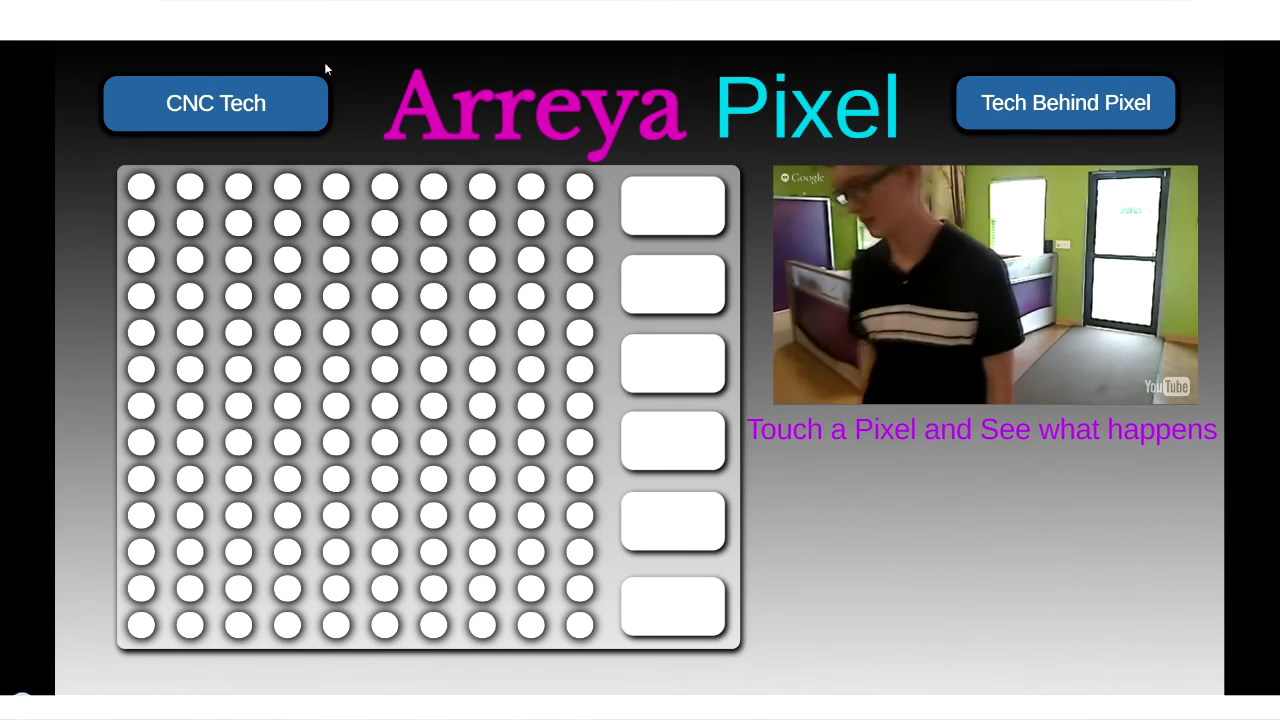 CNC Tech
Arreya Pixel
Tech Behind Pixel
Google
YouTube
Touch a Pixel and See what happens